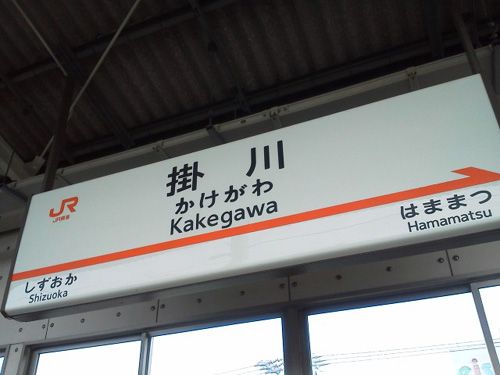 JR
JR東海
掛川
かけがわ
Kakegawa
しずおか
Shizuoka
はままつ
Hamamatsu